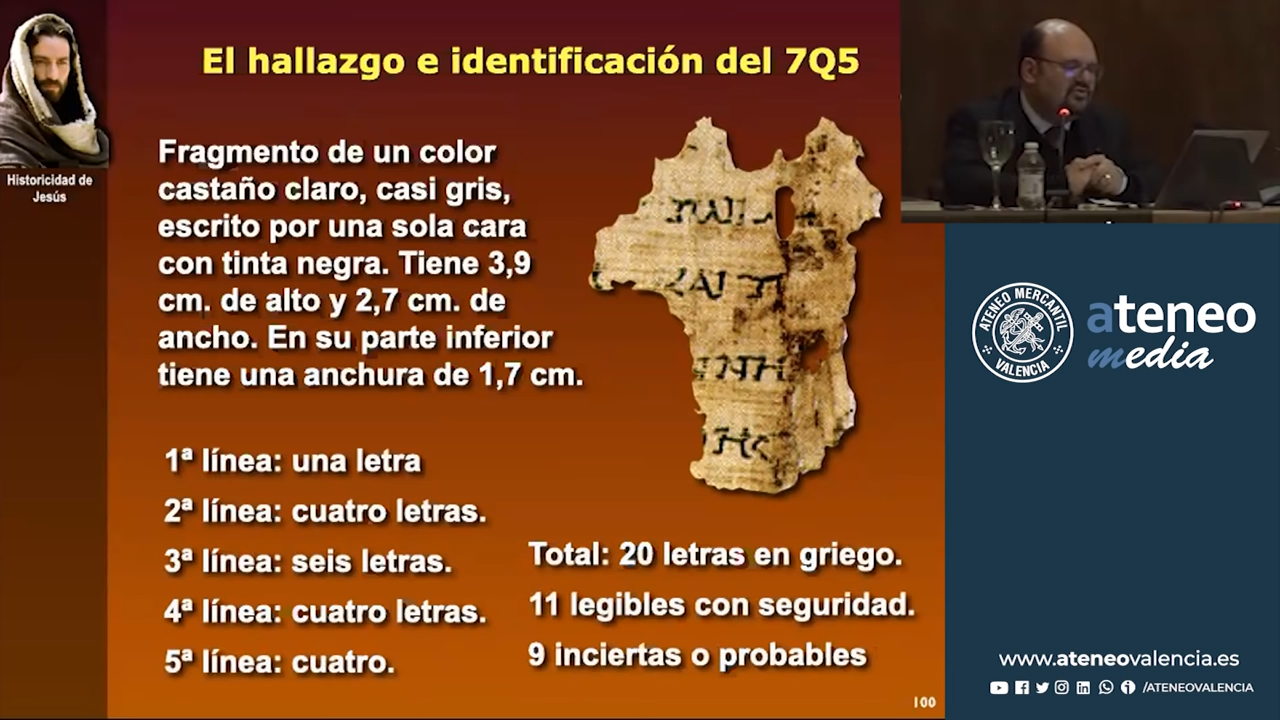 El hallazgo e identificación del 7Q5
Historicidad de
Jesús
Fragmento de un color
castaño claro, casi gris,
escrito por una sola cara
con tinta negra. Tiene 3,9
cm. de alto y 2,7 cm. de
ancho. En su parte inferior
tiene una anchura de 1,7 cm.
1ª línea: una letra
2ª línea: cuatro letras.
3ª línea: seis letras.
4ª línea: cuatro letras.
5ª línea: cuatro.
Total: 20 letras en griego.
11 legibles con seguridad.
9 inciertas o probables
100
ATENEO MERCANTIL
VALENCIA
ateneo
media
www.ateneovalencia.es
/ATENEOVALENCIA